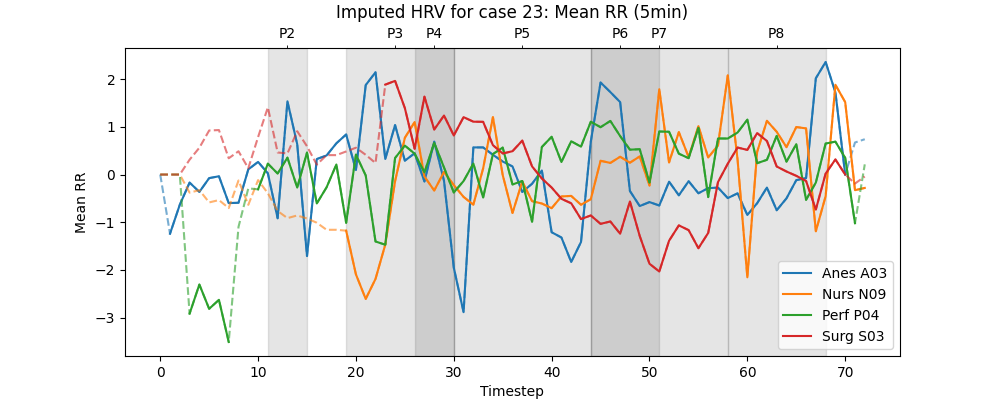 Imputed HRV for case 23: Mean RR (5min)
P2 P3 P4 P5 P6 P7 P8
Mean RR
2
1
0
−1
−2
−3
Anes A03
Nurs N09
Perf P04
Surg S03
0 10 20 30 40 50 60 70
Timestep